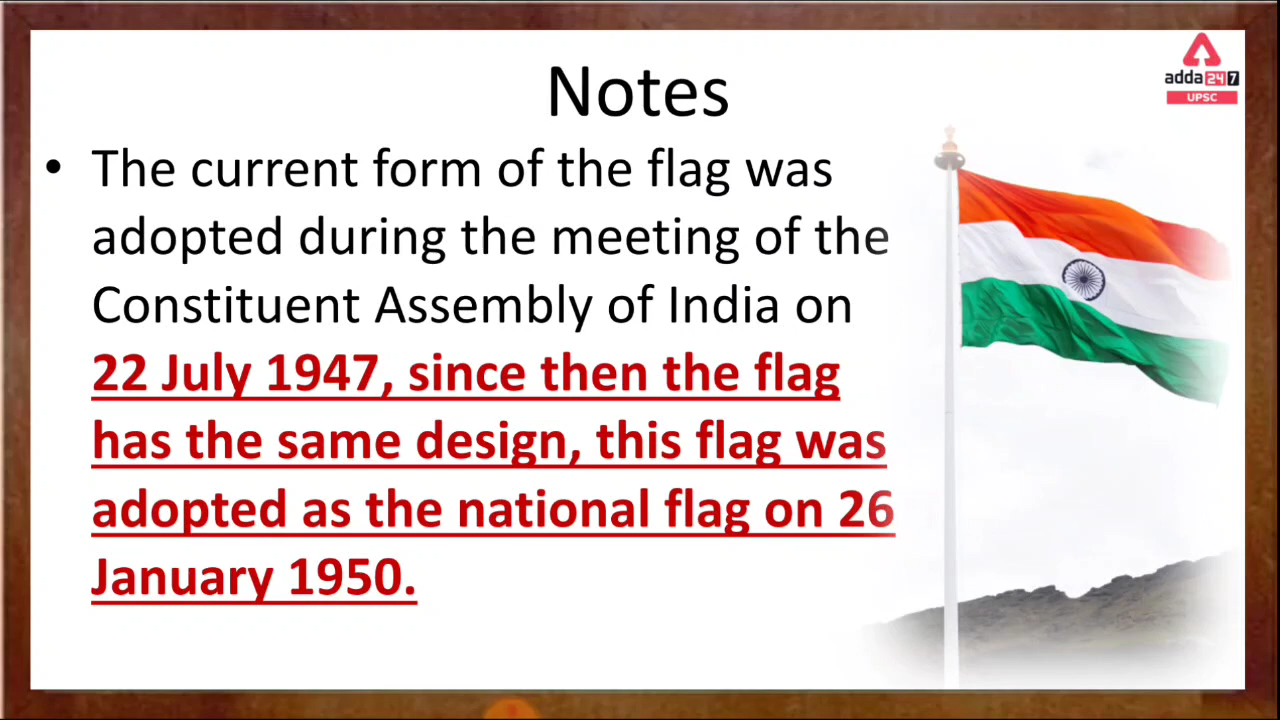 Notes
adda247
UPSC
• The current form of the flag was
adopted during the meeting of the
Constituent Assembly of India on
22 July 1947, since then the flag
has the same design, this flag was
adopted as the national flag on 26
January 1950.